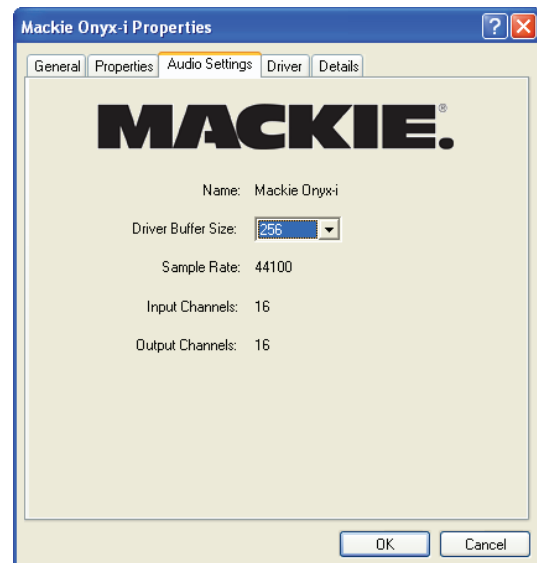 Mackie Onyx-i Properties
General Properties Audio Settings Driver Details
MACKIE.®
Name: Mackie Onyx-i
Driver Buffer Size: 256
Sample Rate: 44100
Input Channels: 16
Output Channels: 16
OK Cancel